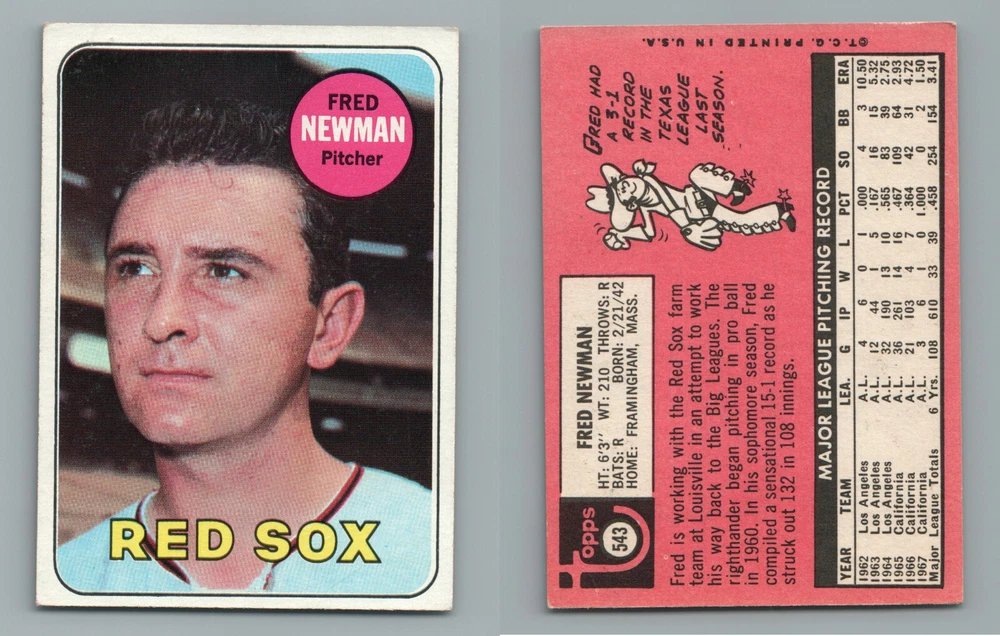 FRED
NEWMAN
Pitcher
RED SOX
topps
543
FRED NEWMAN
HT: 6'3" WT: 210 THROWS: R
BATS: R BORN: 2/21/42
HOME: FRAMINGHAM, MASS.
FRED HAD
A 3-1
RECORD
IN THE
TEXAS
LEAGUE
LAST
SEASON.
Fred is working with the Red Sox farm
team at Louisville in an attempt to work
his way back to the Big Leagues. The
righthander began pitching in pro ball
in 1960. In his sophomore season, Fred
compiled a sensational 15-1 record as he
struck out 132 in 108 innings.
MAJOR LEAGUE PITCHING RECORD
YEAR TEAM LEA. G IP W L PCT SO BB ERA
1962 Los Angeles A.L. 4 6 0 1 .000 4 3 10.50
1963 Los Angeles A.L. 12 44 1 5 .167 16 15 5.32
1964 Los Angeles A.L. 32 190 13 10 .565 83 39 2.75
1965 California A.L. 36 261 14 16 .467 109 64 2.93
1966 California A.L. 21 103 4 7 .364 42 31 4.72
1967 California A.L. 3 6 1 0 1.000 0 2 1.50
Major League Totals 6 Yrs. 108 610 33 39 .458 254 154 3.41
©T.C.G. PRINTED IN U.S.A.